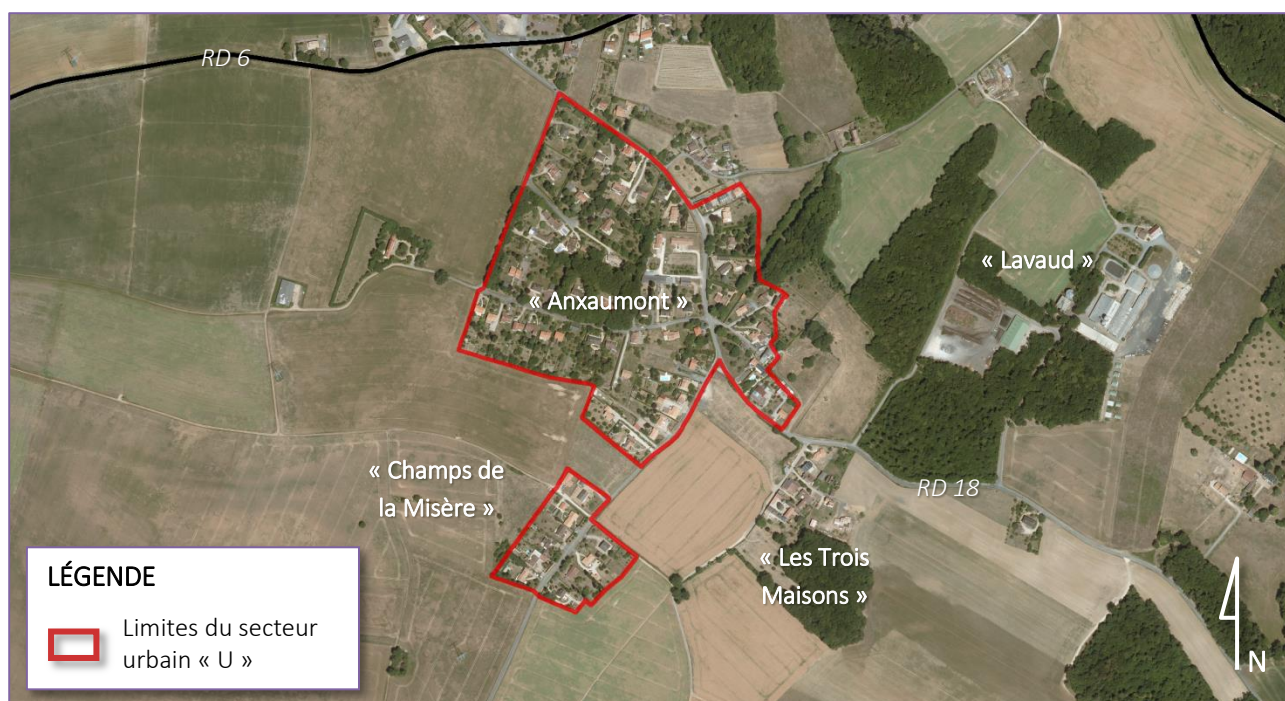 RD 6
« Lavaud »
« Anxaumont »
« Champs de
la Misère »
RD 18
« Les Trois
Maisons »
LÉGENDE
Limites du secteur
urbain « U »
N